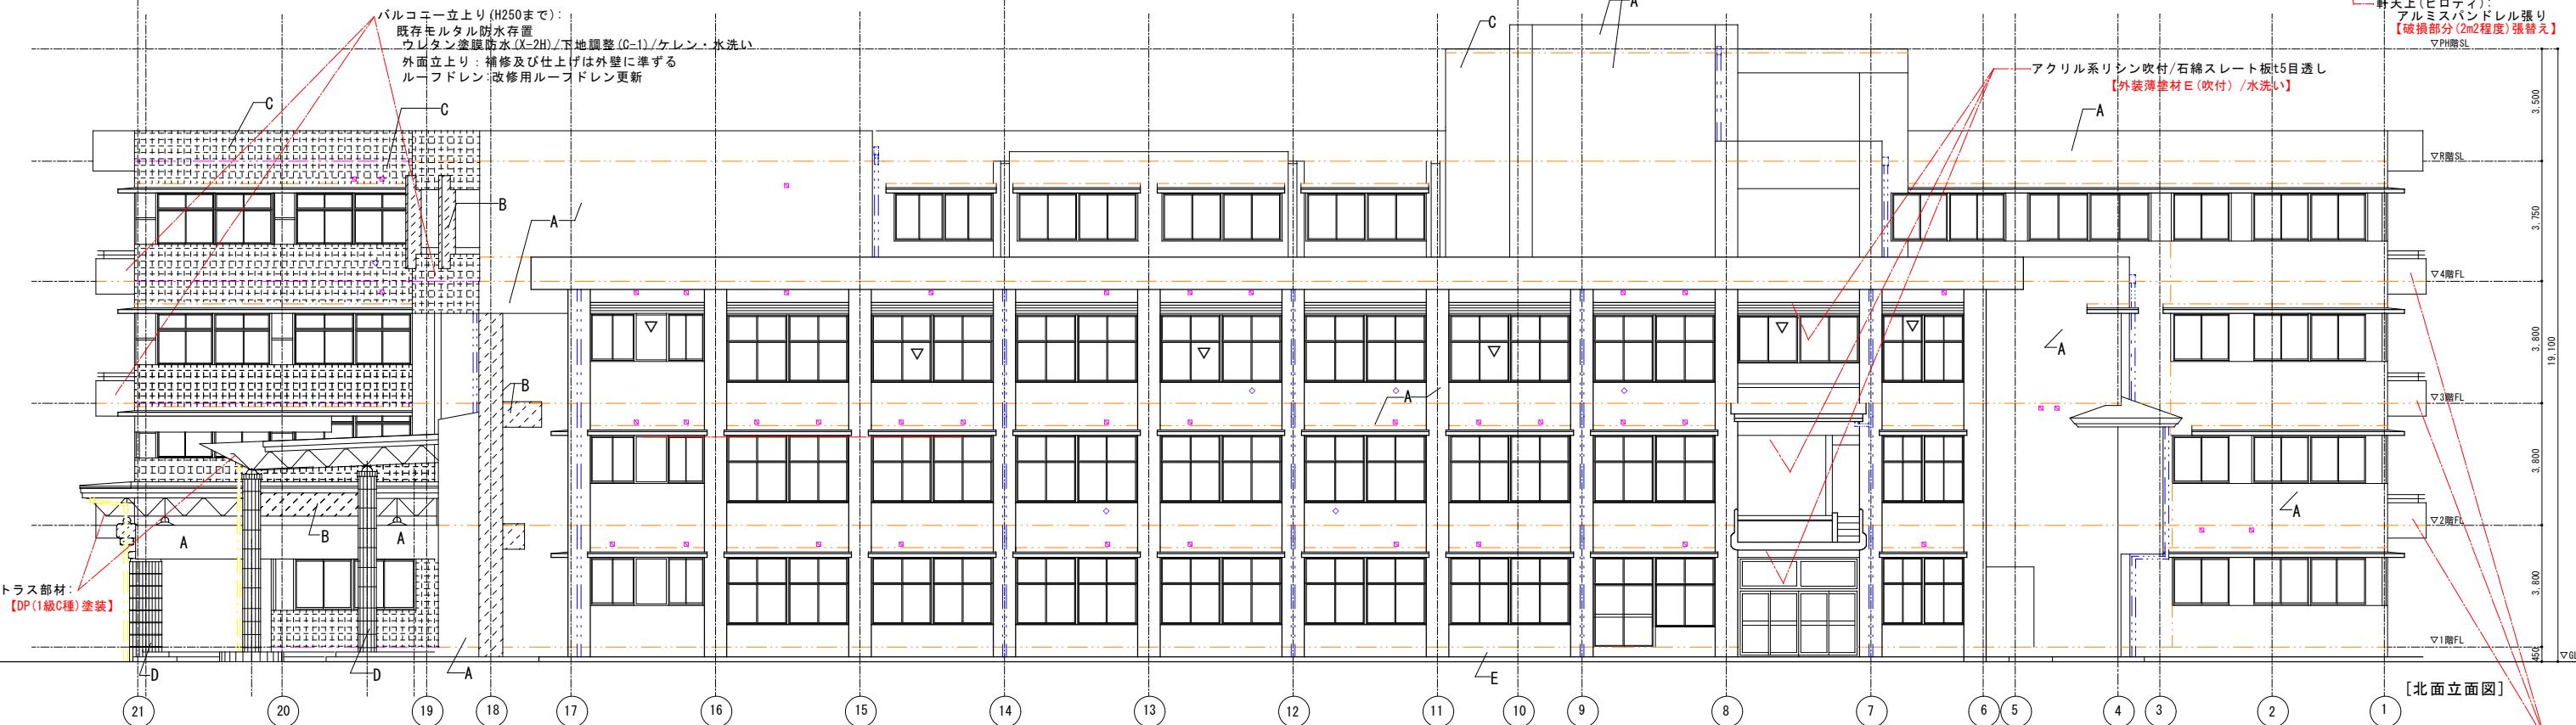 バルコニー立上り(H250まで):
既存モルタル防水存置
ウレタン塗膜防水(X-2H)/下地調整(C-1)/ケレン・水洗い
外面立上り：補修及び仕上げは外壁に準ずる
ルーフドレン:改修用ルーフドレン更新
軒天上(ピロティ):
アルミスパンドレル張り
【破損部分(2m2程度)張替え】
アクリル系リシン吹付/石綿スレート板t5目透し
【外装薄塗材E(吹付)/水洗い】
▽PH階SL
▽R階SL
▽4階FL
▽3階FL
▽2階FL
▽1階FL
▽GL
3,500
3,750
3,800
3,800
3,800
450
19,100
C
C
B
A
B
A
B
A
D
D
A
C
A
A
A
A
A
E
トラス部材:
【DP(1級C種)塗装】
[北面立面図]
21 20 19 18 17 16 15 14 13 12 11 10 9 8 7 6 5 4 3 2 1